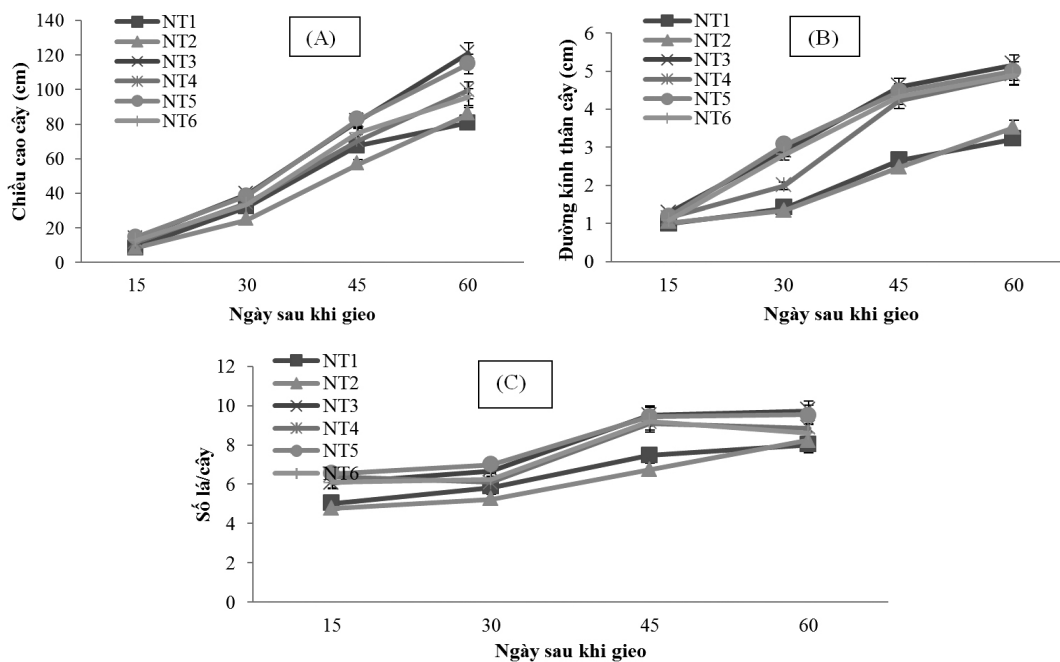 (A)
NT1
NT2
NT3
NT4
NT5
NT6
Chiều cao cây (cm)
140
120
100
80
60
40
20
0
15 30 45 60
Ngày sau khi gieo
(B)
NT1
NT2
NT3
NT4
NT5
NT6
Đường kính thân cây (cm)
6
5
4
3
2
1
0
15 30 45 60
Ngày sau khi gieo
(C)
NT1
NT2
NT3
NT4
NT5
NT6
Số lá/cây
12
10
8
6
4
2
0
15 30 45 60
Ngày sau khi gieo